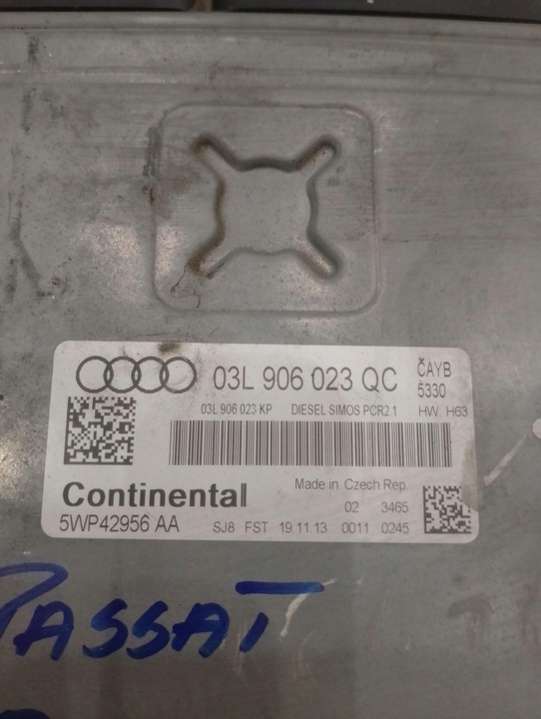 03L 906 023 QC ČAYB
5330
03L 906 023 KP DIESEL SIMOS PCR2.1 HW H63
Made in Czech Rep.
Continental 02 3465
5WP42956 AA SJ8 FST 19.11.13 0011 0245
PASSAT